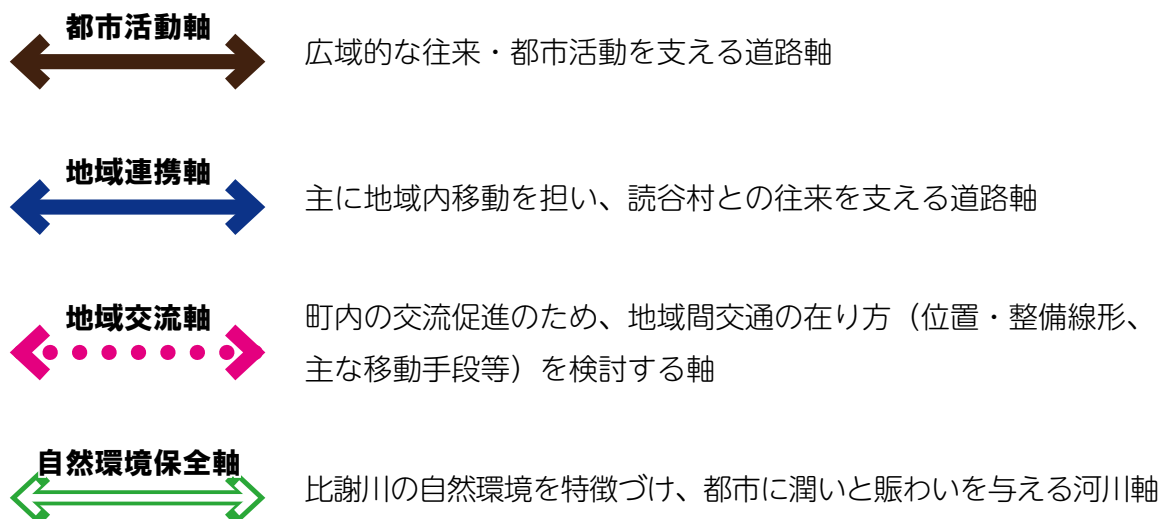 都市活動軸
広域的な往来・都市活動を支える道路軸
地域連携軸
主に地域内移動を担い、読谷村との往来を支える道路軸
地域交流軸
町内の交流促進のため、地域間交通の在り方（位置・整備線形、
主な移動手段等）を検討する軸
自然環境保全軸
比謝川の自然環境を特徴づけ、都市に潤いと賑わいを与える河川軸